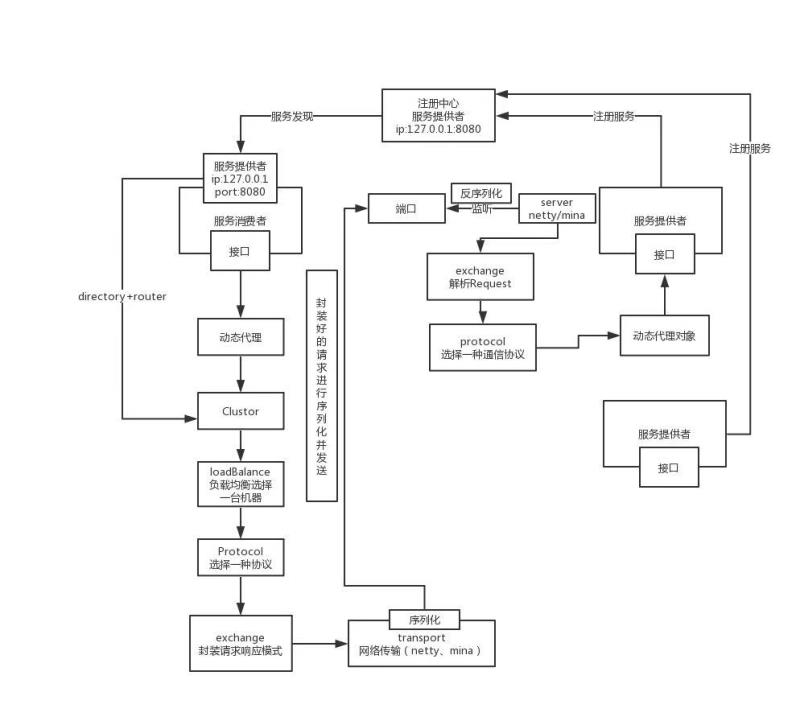 注册中心
服务提供者
ip:127.0.0.1:8080
服务发现
注册服务
注册服务
服务提供者
ip:127.0.0.1
port:8080
服务消费者
接口
directory+router
动态代理
Clustor
loadBalance
负载均衡选择
一台机器
Protocol
选择一种协议
exchange
封装请求响应模式
封装好的请求进行序列化并发送
序列化
transport
网络传输（netty、mina）
端口
反序列化
监听
server
netty/mina
exchange
解析Request
protocol
选择一种通信协议
动态代理对象
服务提供者
接口
服务提供者
接口